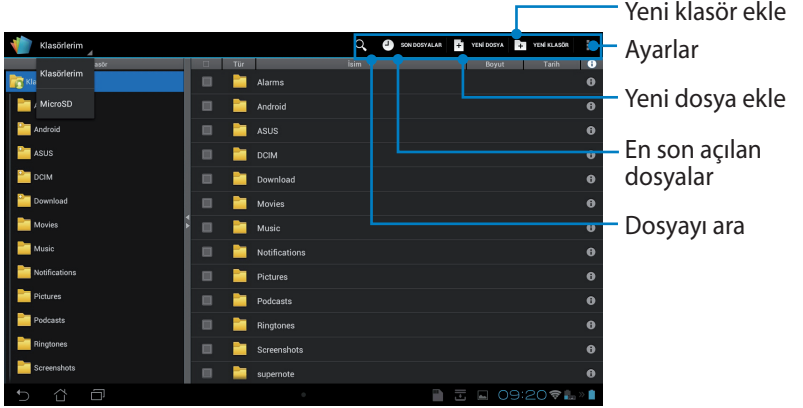 Yeni klasör ekle
Klasörlerim
SON DOSYALAR
YENİ DOSYA
YENİ KLASÖR
Ayarlar
asör
Tür
İsim
Boyut
Tarih
Klasörlerim
MicroSD
Kla
A
Android
ASUS
DCIM
Download
Movies
Music
Notifications
Pictures
Podcasts
Ringtones
Screenshots
Alarms
Android
ASUS
DCIM
Download
Movies
Music
Notifications
Pictures
Podcasts
Ringtones
Screenshots
supernote
Yeni dosya ekle
En son açılan
dosyalar
Dosyayı ara
09:20